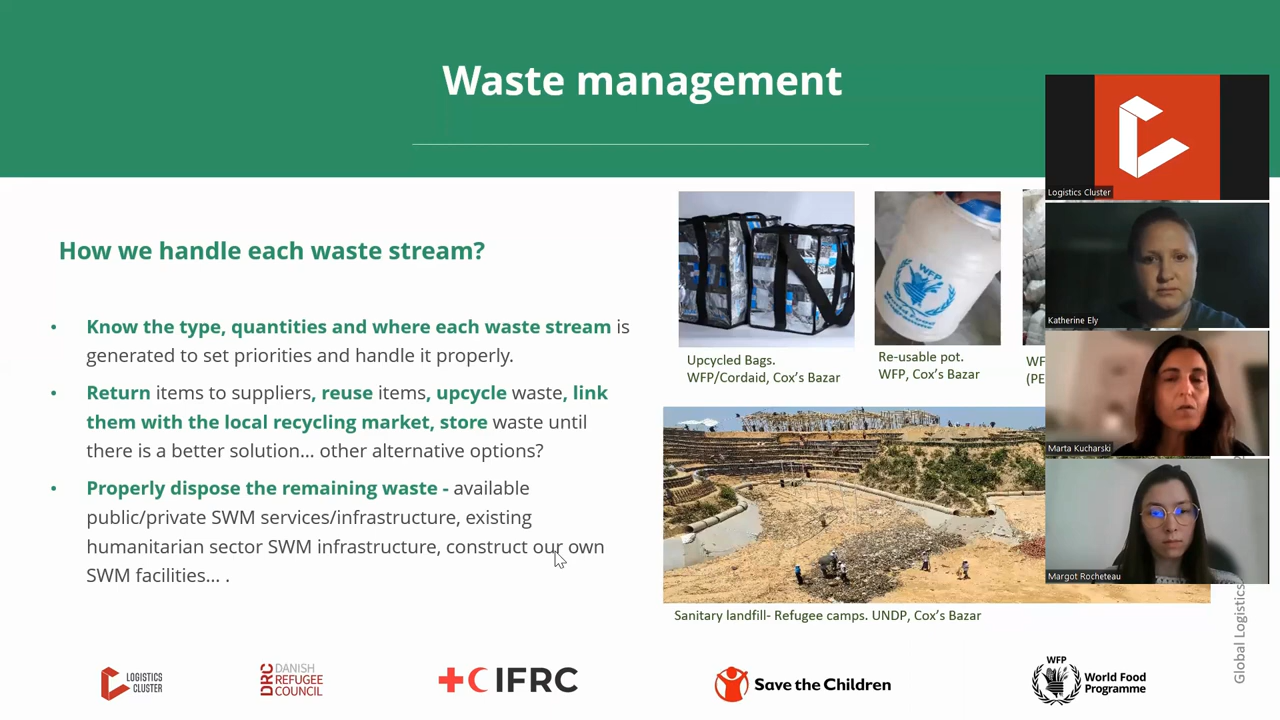 Waste management
How we handle each waste stream?
• Know the type, quantities and where each waste stream is
generated to set priorities and handle it properly.
• Return items to suppliers, reuse items, upcycle waste, link
them with the local recycling market, store waste until
there is a better solution... other alternative options?
• Properly dispose the remaining waste - available
public/private SWM services/infrastructure, existing
humanitarian sector SWM infrastructure, construct our own
SWM facilities... .
WFP
Upcycled Bags.
WFP/Cordaid, Cox's Bazar
Re-usable pot.
WFP, Cox's Bazar
WF
(PE
Sanitary landfill- Refugee camps. UNDP, Cox's Bazar
Logistics Cluster
Katherine Ely
Marta Kucharski
Margot Rocheteau
Global Logistics
LOGISTICS
CLUSTER
DRC
DANISH
REFUGEE
COUNCIL
IFRC
Save the Children
WFP
World Food
Programme